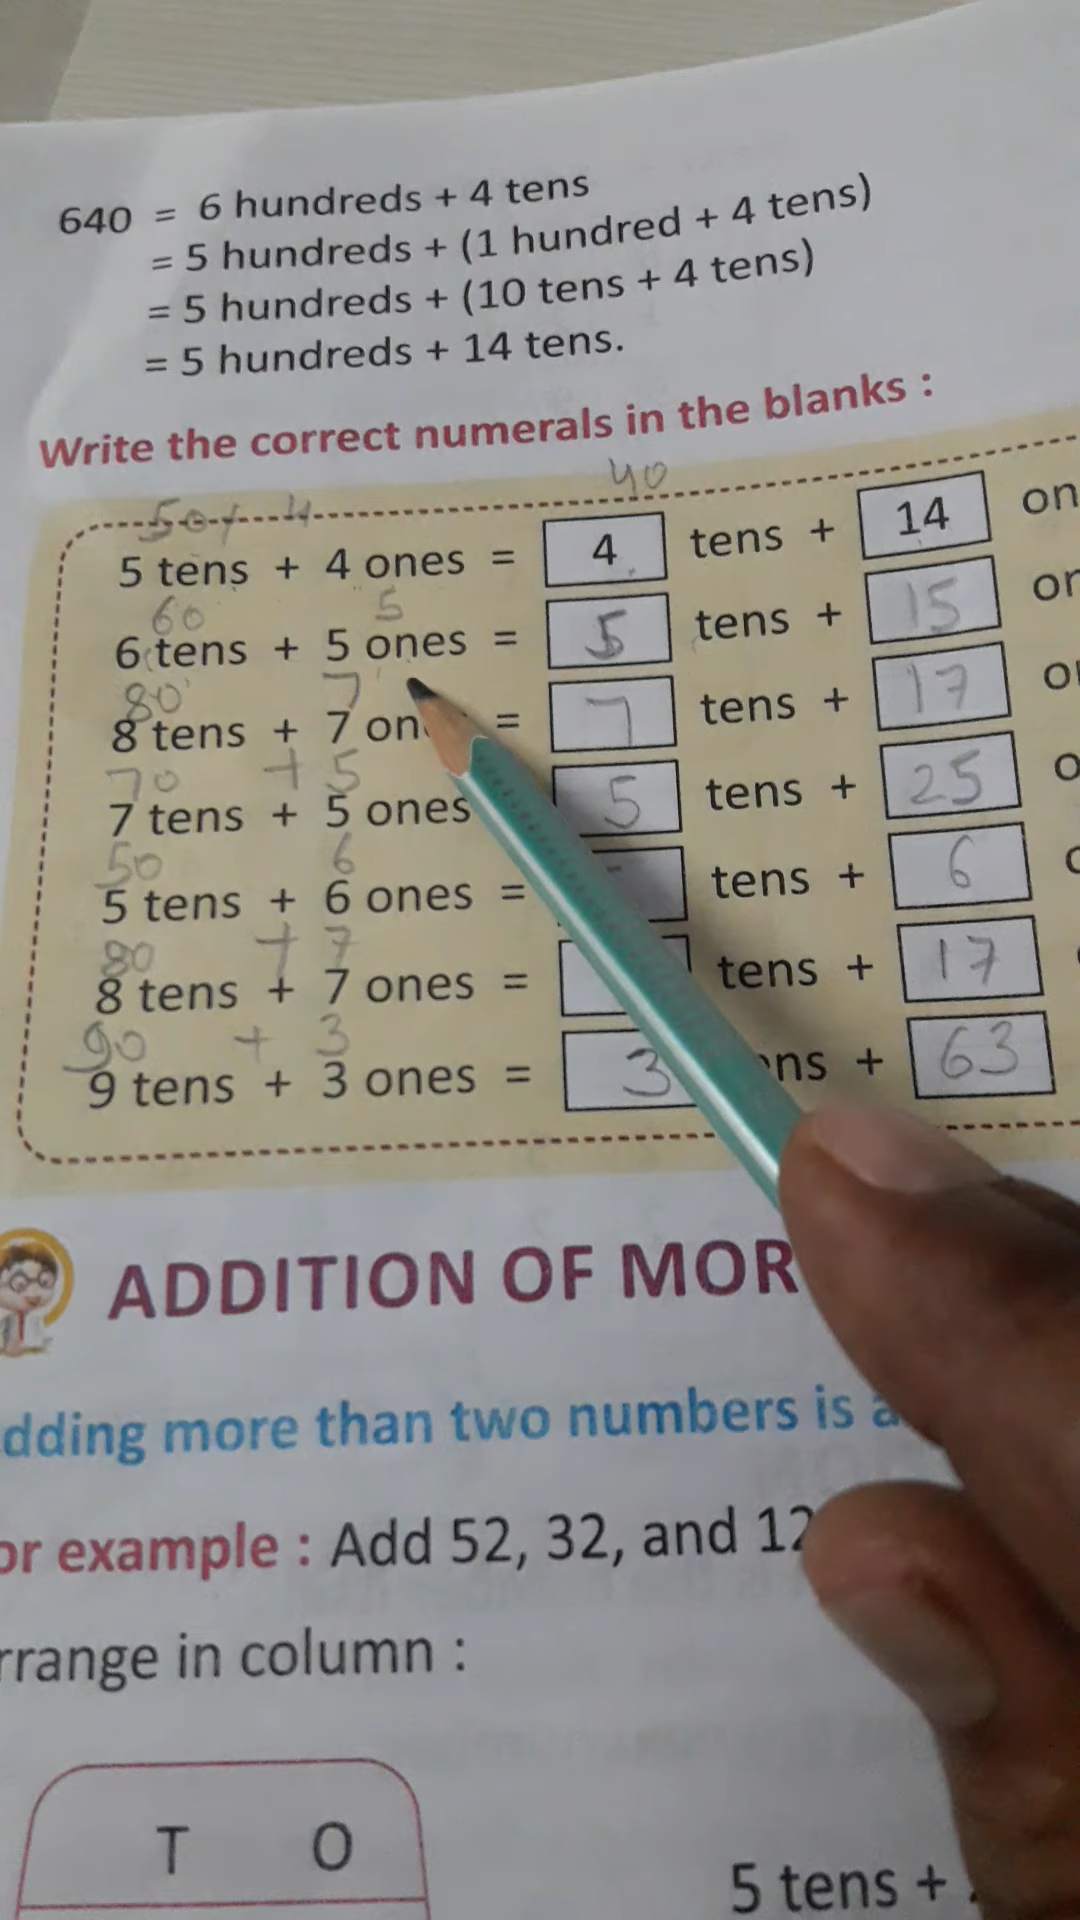 640 = 6 hundreds + 4 tens
= 5 hundreds + (1 hundred + 4 tens)
= 5 hundreds + (10 tens + 4 tens)
= 5 hundreds + 14 tens.
Write the correct numerals in the blanks :
50+ 4 40
5 tens + 4 ones = 4 tens + 14 on
60 5
6 tens + 5 ones = 5 tens + 15 on
80 7
8 tens + 7 on = 7 tens + 17 o
70 + 5
7 tens + 5 ones 5 tens + 25 o
50 6
5 tens + 6 ones = tens + 6
80 + 7
8 tens + 7 ones = tens + 17
90 + 3
9 tens + 3 ones = 3 ns + 63
ADDITION OF MOR
dding more than two numbers is a
or example : Add 52, 32, and 12
rrange in column :
T O
5 tens +